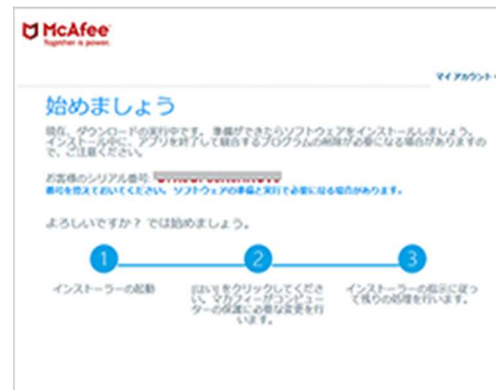 McAfee
Together is power.
マイ アカウント
始めましょう
現在、ダウンロードの実行中です。 準備ができたらソフトウェアをインストールしましょう。
インストール中に、アプリを終了して競合するプログラムの削除が必要になる場合がありますの
で、ご注意ください。
お客様のシリアル番号:
番号を控えておいてください。 ソフトウェアの準備と実行で必要になる場合があります。
よろしいですか? では始めましょう。
1
2
3
インストーラーの起動
[はい] をクリックしてくださ
い。マカフィーがコンピュー
ターの保護に必要な変更を行
います。
インストーラーの指示に従っ
て残りの処理を行います。